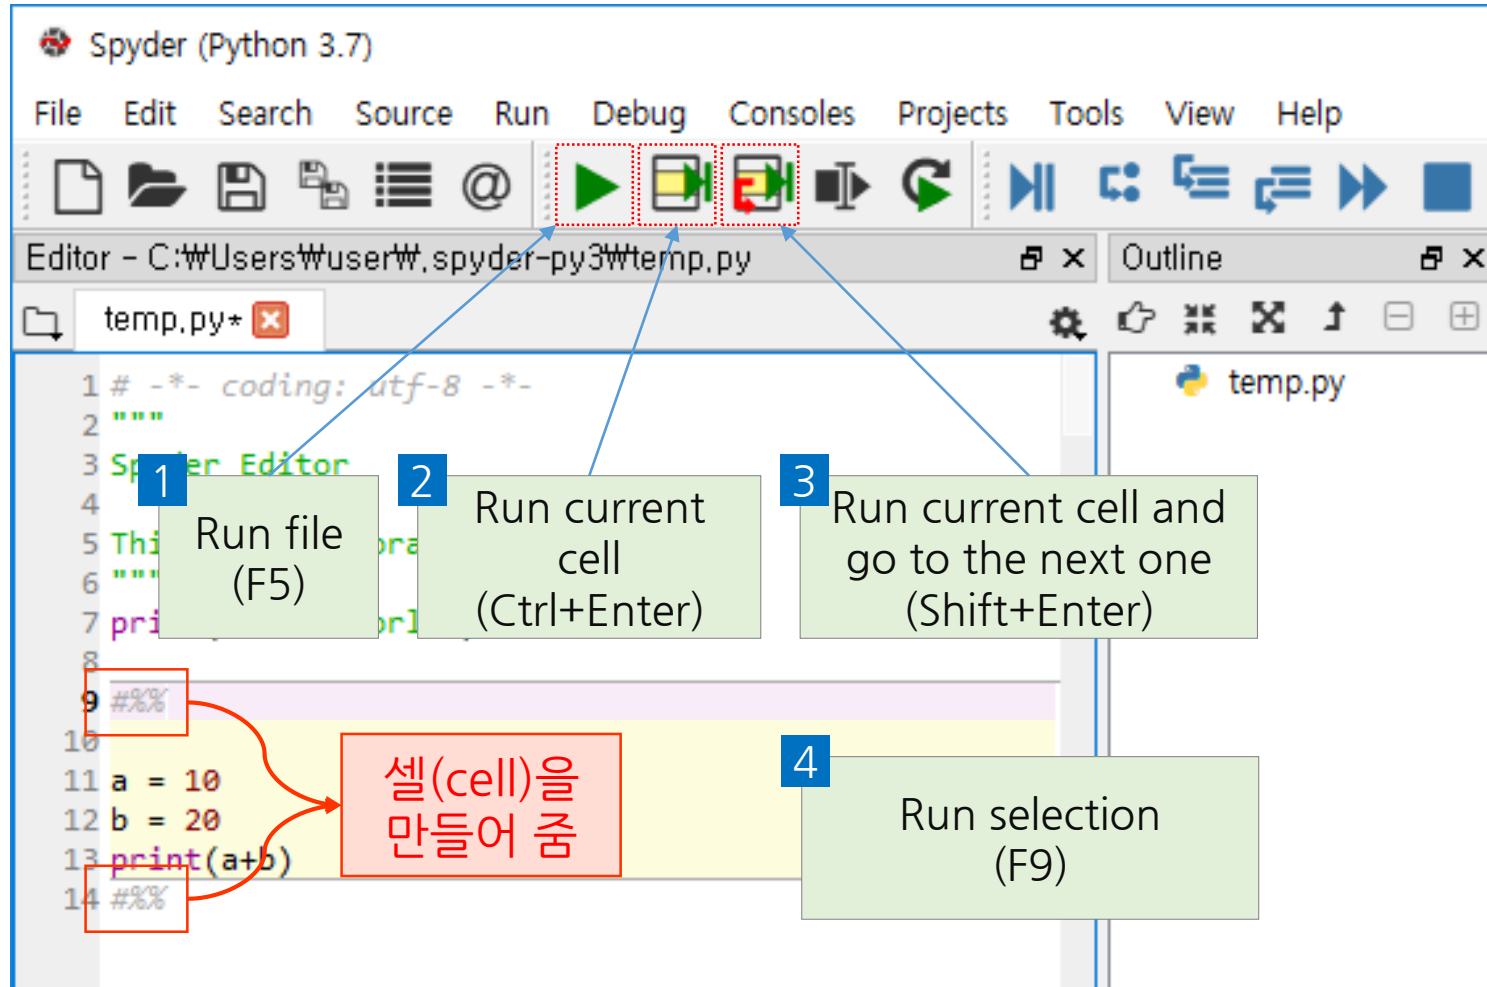 Spyder (Python 3.7)
File Edit Search Source Run Debug Consoles Projects Tools View Help
Editor - C:₩Users₩user₩.spyder-py3₩temp.py
Outline
temp.py*
temp.py
1 # -*- coding: utf-8 -*-
2 """
3 Spyder Editor
4
5 Thi
6 """
7 pri
8
9 #%%
10
11 a = 10
12 b = 20
13 print(a+b)
14 #%%
1
Run file
(F5)
2
Run current
cell
(Ctrl+Enter)
3
Run current cell and
go to the next one
(Shift+Enter)
셀(cell)을
만들어 줌
4
Run selection
(F9)